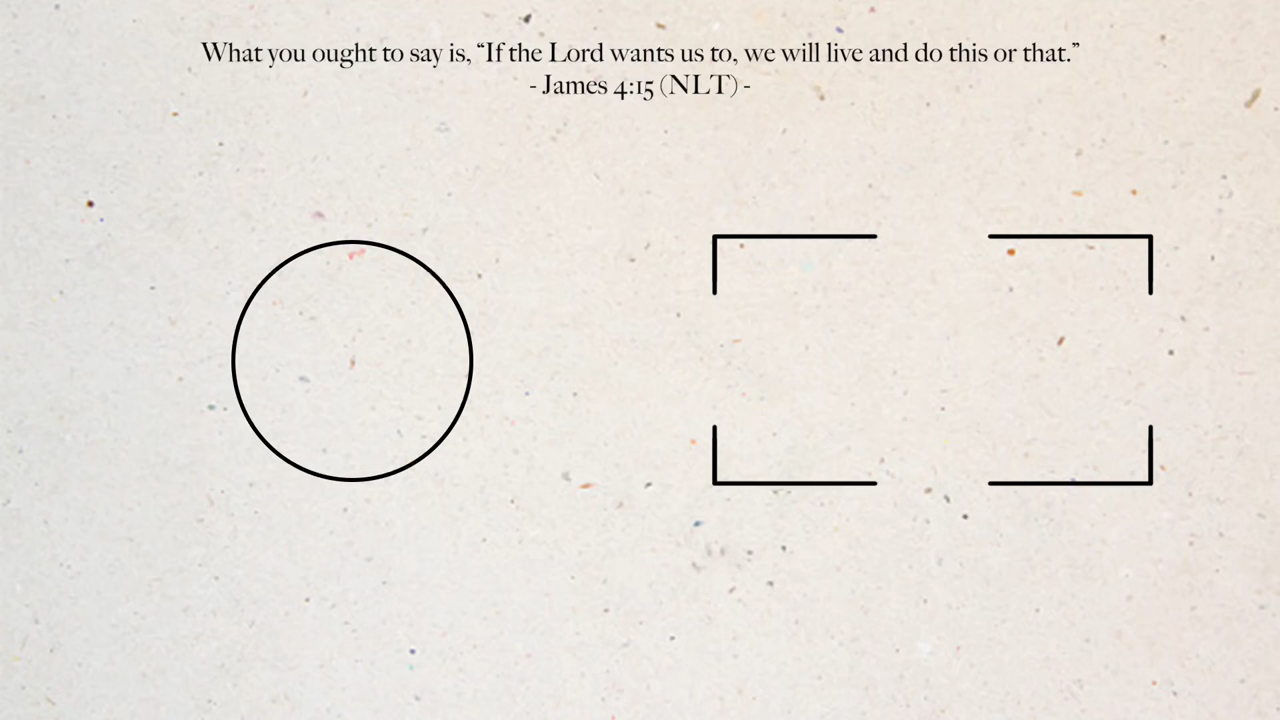 What you ought to say is, “If the Lord wants us to, we will live and do this or that.”
- James 4:15 (NLT) -